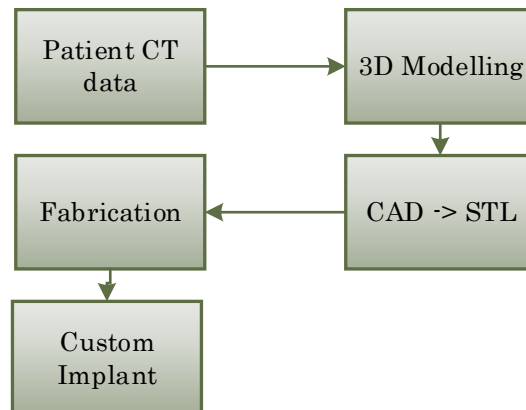 Patient CT
data
3D Modelling
CAD -> STL
Fabrication
Custom
Implant